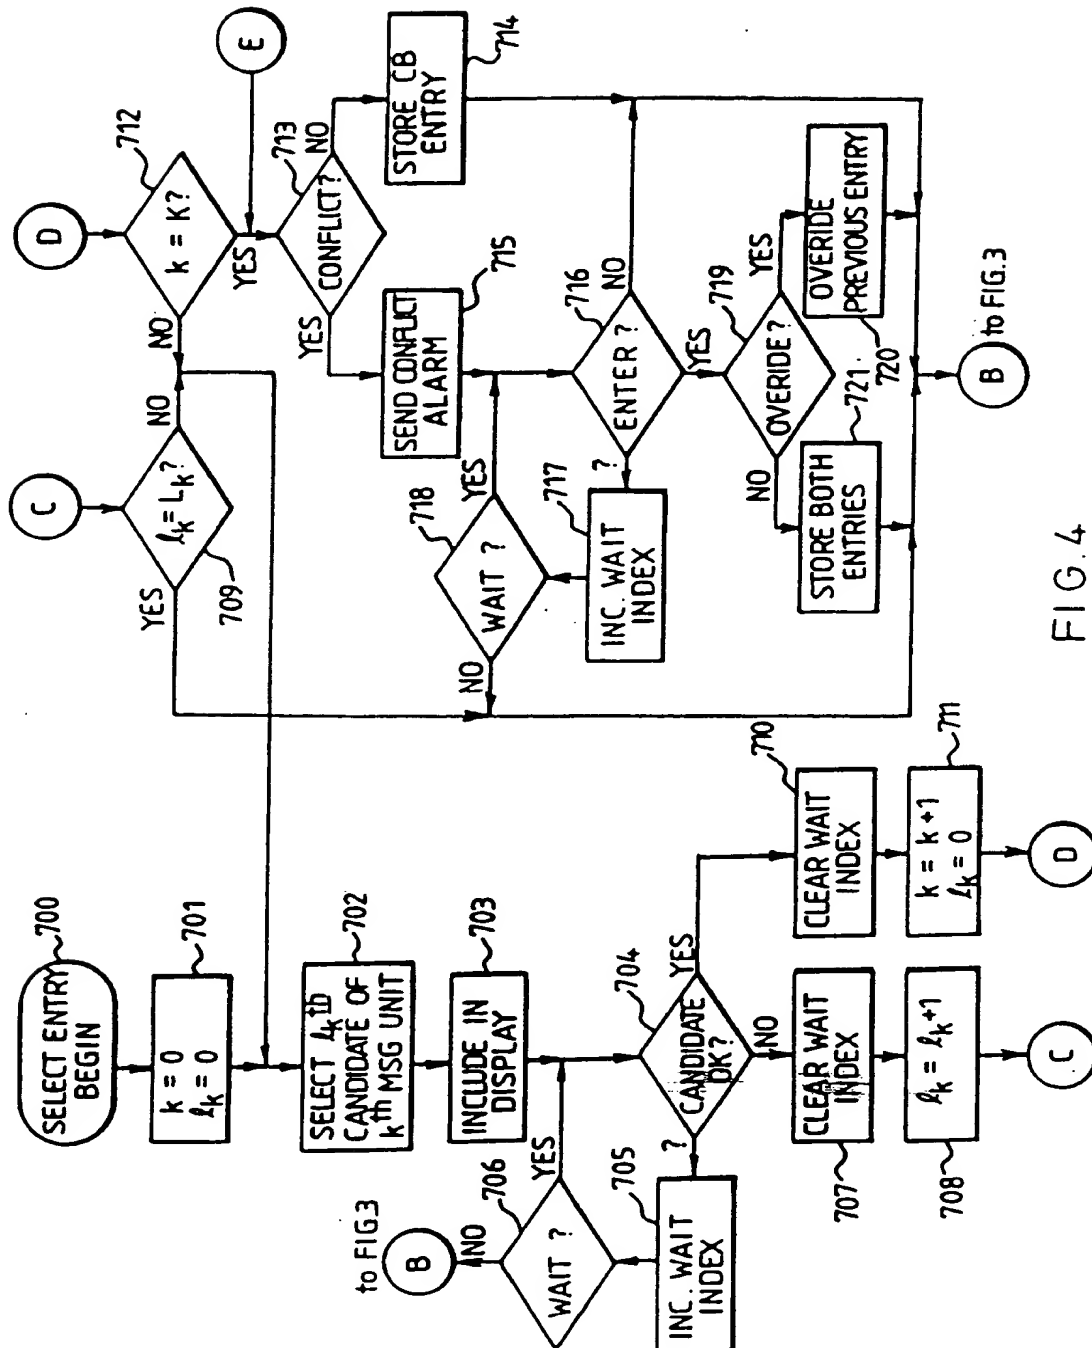 SELECT ENTRY
BEGIN
700
k = 0
ℓk = 0
701
SELECT ℓk th
CANDIDATE OF
k th MSG UNIT
702
INCLUDE IN
DISPLAY
703
CANDIDATE
OK?
704
YES
NO
?
INC. WAIT
INDEX
705
WAIT ?
706
YES
NO
B
to FIG3
CLEAR WAIT
INDEX
707
ℓk = ℓk+1
708
C
CLEAR WAIT
INDEX
710
k = k+1
ℓk = 0
711
D
C
ℓk = Lk?
709
YES
NO
D
k = K?
712
NO
YES
E
CONFLICT?
713
NO
YES
STORE CB
ENTRY
714
SEND CONFLICT
ALARM
715
ENTER ?
716
NO
YES
?
INC. WAIT
INDEX
717
WAIT ?
718
YES
NO
OVERIDE?
719
YES
NO
OVERIDE
PREVIOUS ENTRY
720
STORE BOTH
ENTRIES
721
B
to FIG.3
FIG. 4